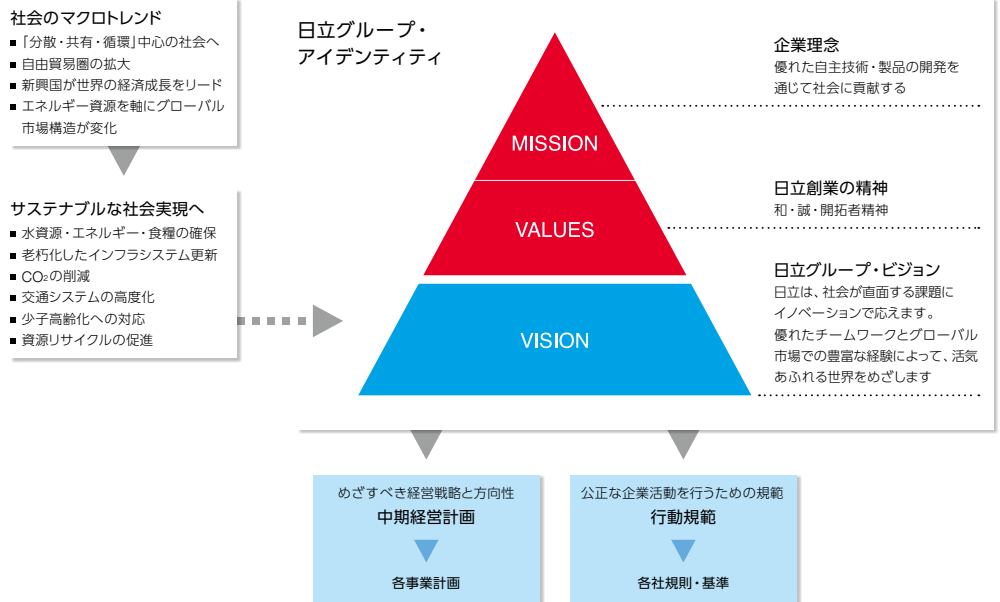 社会のマクロトレンド
■「分散・共有・循環」中心の社会へ
■ 自由貿易圏の拡大
■ 新興国が世界の経済成長をリード
■ エネルギー資源を軸にグローバル
市場構造が変化
サステナブルな社会実現へ
■ 水資源・エネルギー・食糧の確保
■ 老朽化したインフラシステム更新
■ CO2の削減
■ 交通システムの高度化
■ 少子高齢化への対応
■ 資源リサイクルの促進
日立グループ・
アイデンティティ
MISSION
VALUES
VISION
企業理念
優れた自主技術・製品の開発を
通じて社会に貢献する
日立創業の精神
和・誠・開拓者精神
日立グループ・ビジョン
日立は、社会が直面する課題に
イノベーションで応えます。
優れたチームワークとグローバル
市場での豊富な経験によって、活気
あふれる世界をめざします
めざすべき経営戦略と方向性
中期経営計画
各事業計画
公正な企業活動を行うための規範
行動規範
各社規則・基準